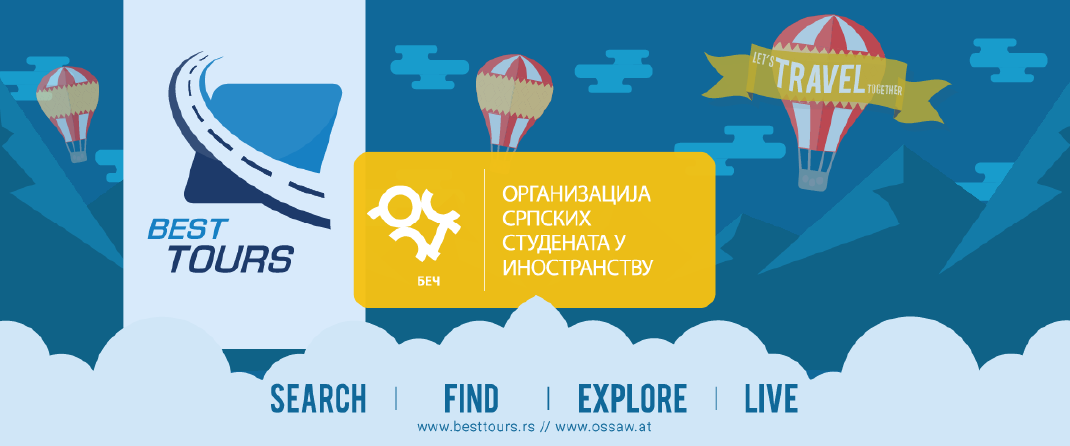 LET'S TRAVEL TOGETHER
BEST
TOURS
ОРГАНИЗАЦИЈА
СРПСКИХ
СТУДЕНАТА У
ИНОСТРАНСТВУ
БЕЧ
SEARCH | FIND | EXPLORE | LIVE
www.besttours.rs // www.ossaw.at